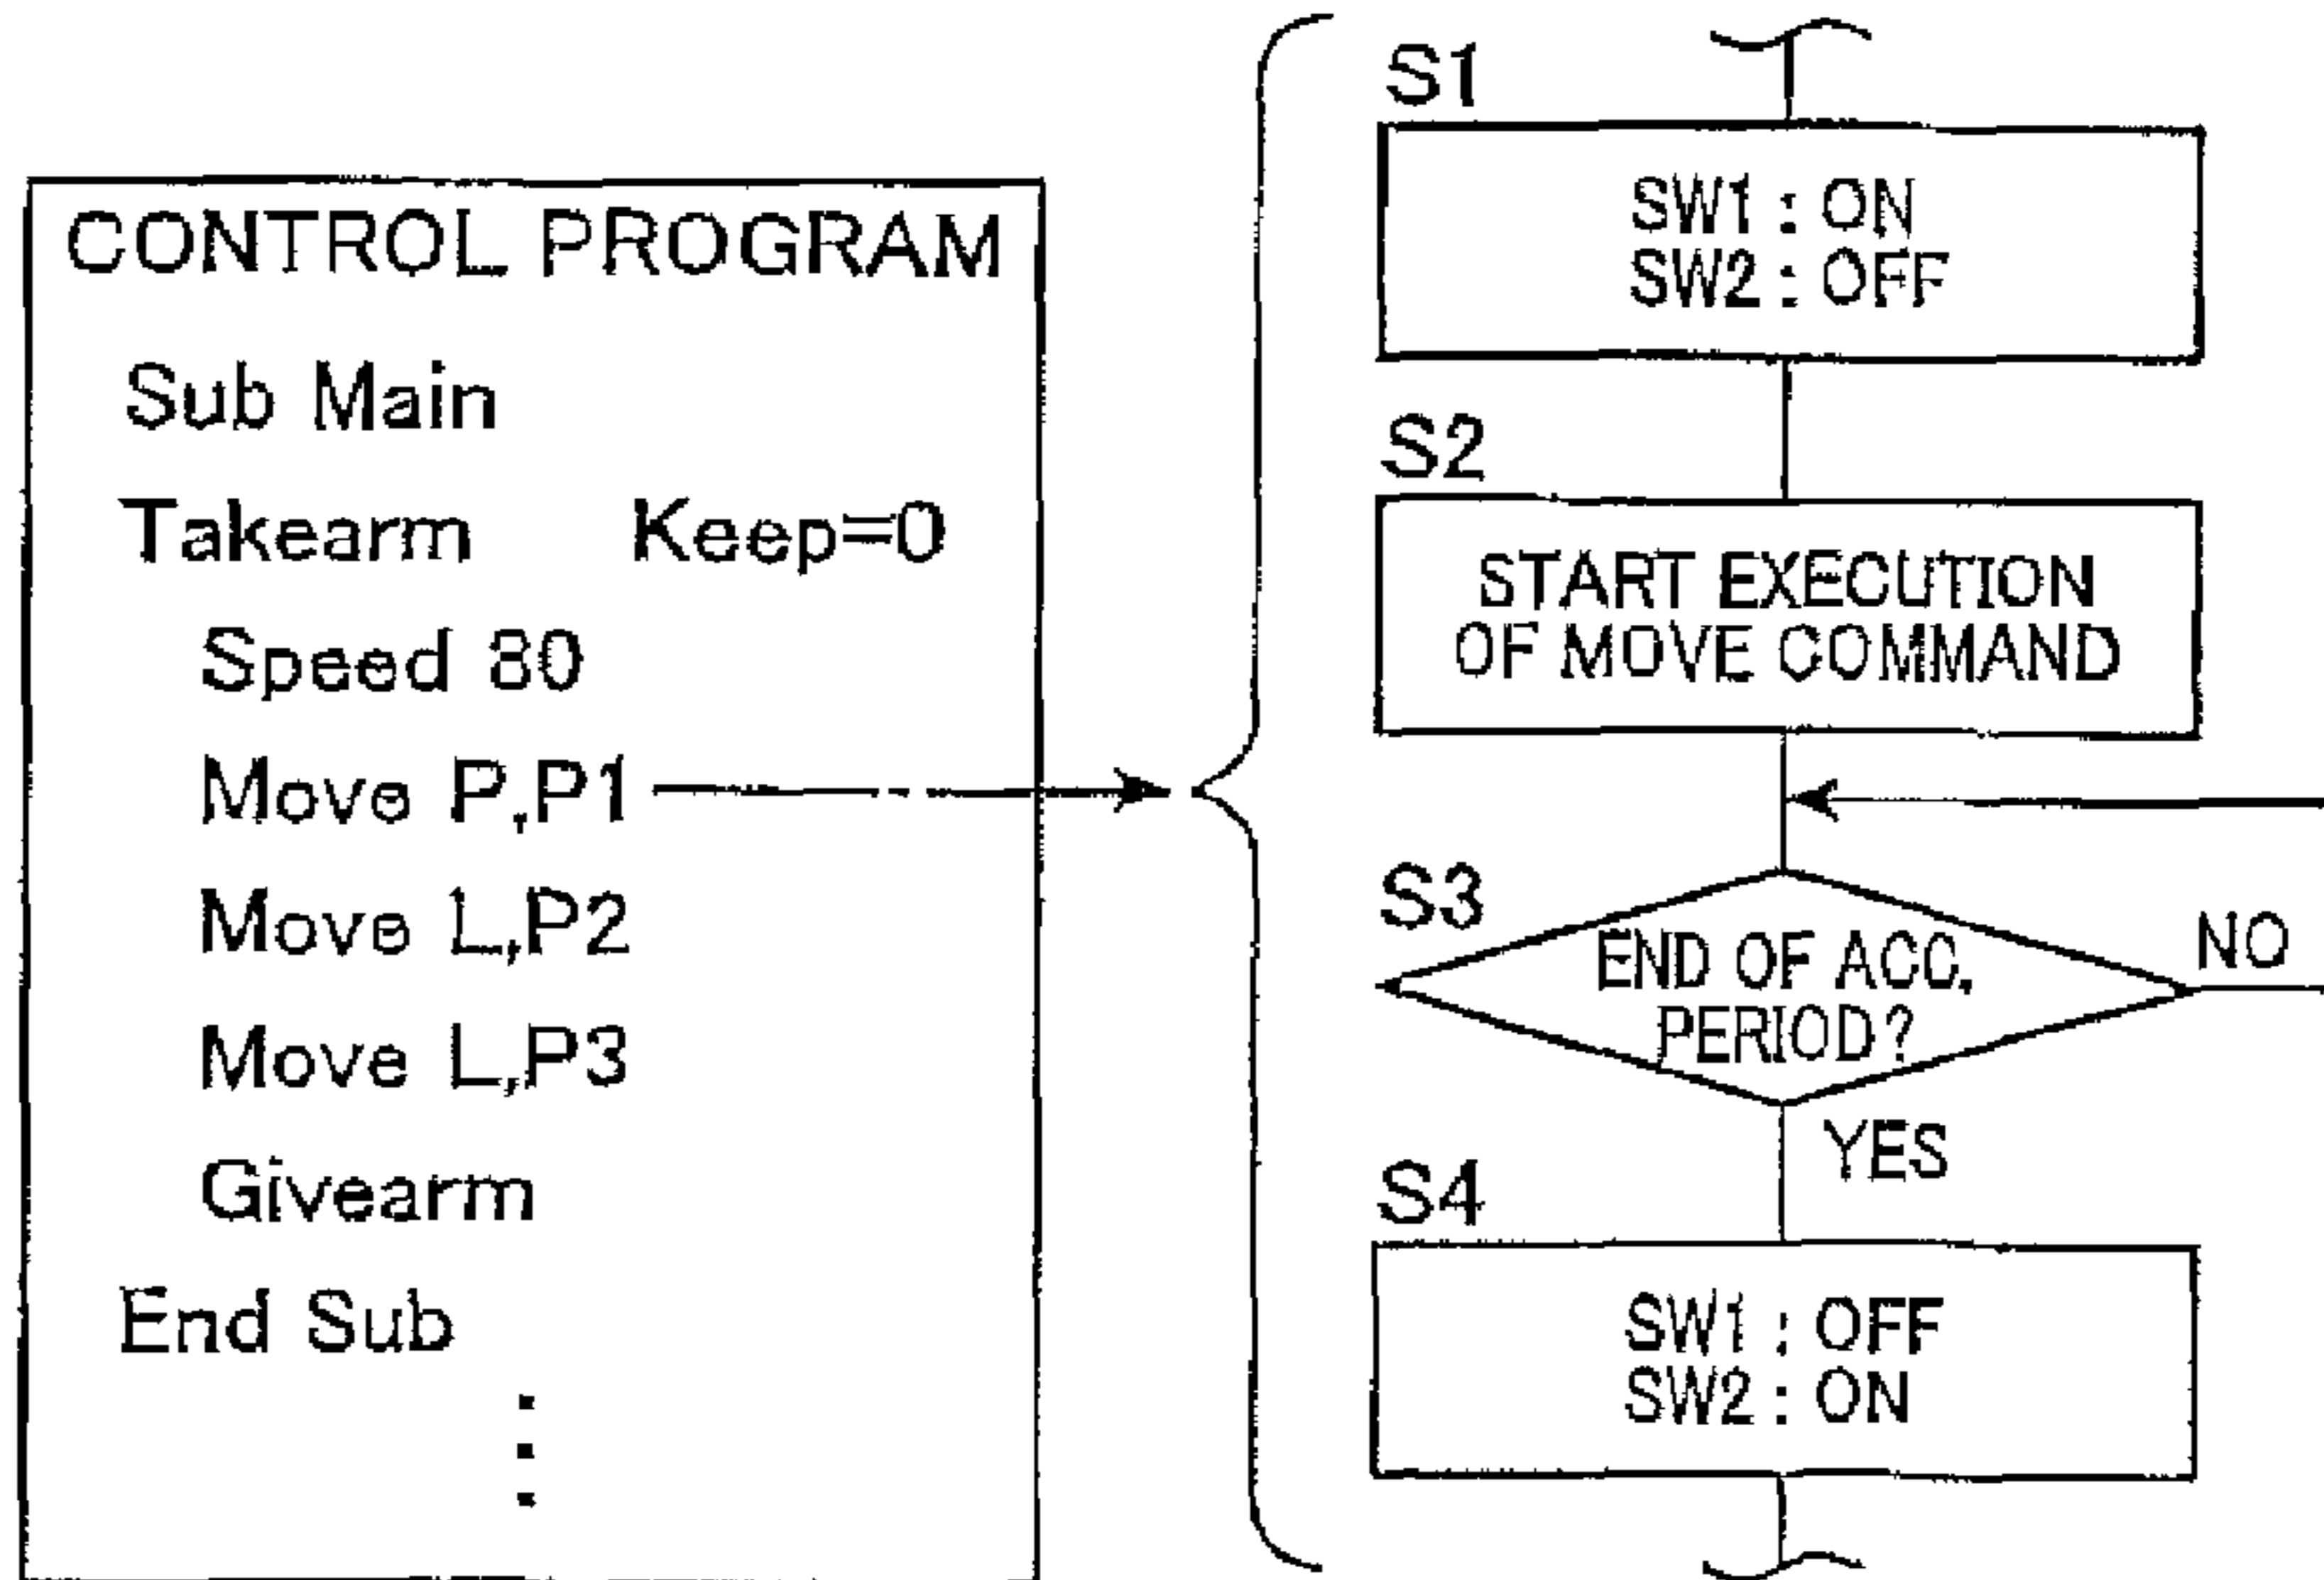 CONTROL PROGRAM
Sub Main
Takearm Keep=0
Speed 80
Move P,P1
Move L,P2
Move L,P3
Givearm
End Sub
S1
SW1 : ON
SW2 : OFF
S2
START EXECUTION
OF MOVE COMMAND
S3
END OF ACC.
PERIOD?
NO
YES
S4
SW1 : OFF
SW2 : ON